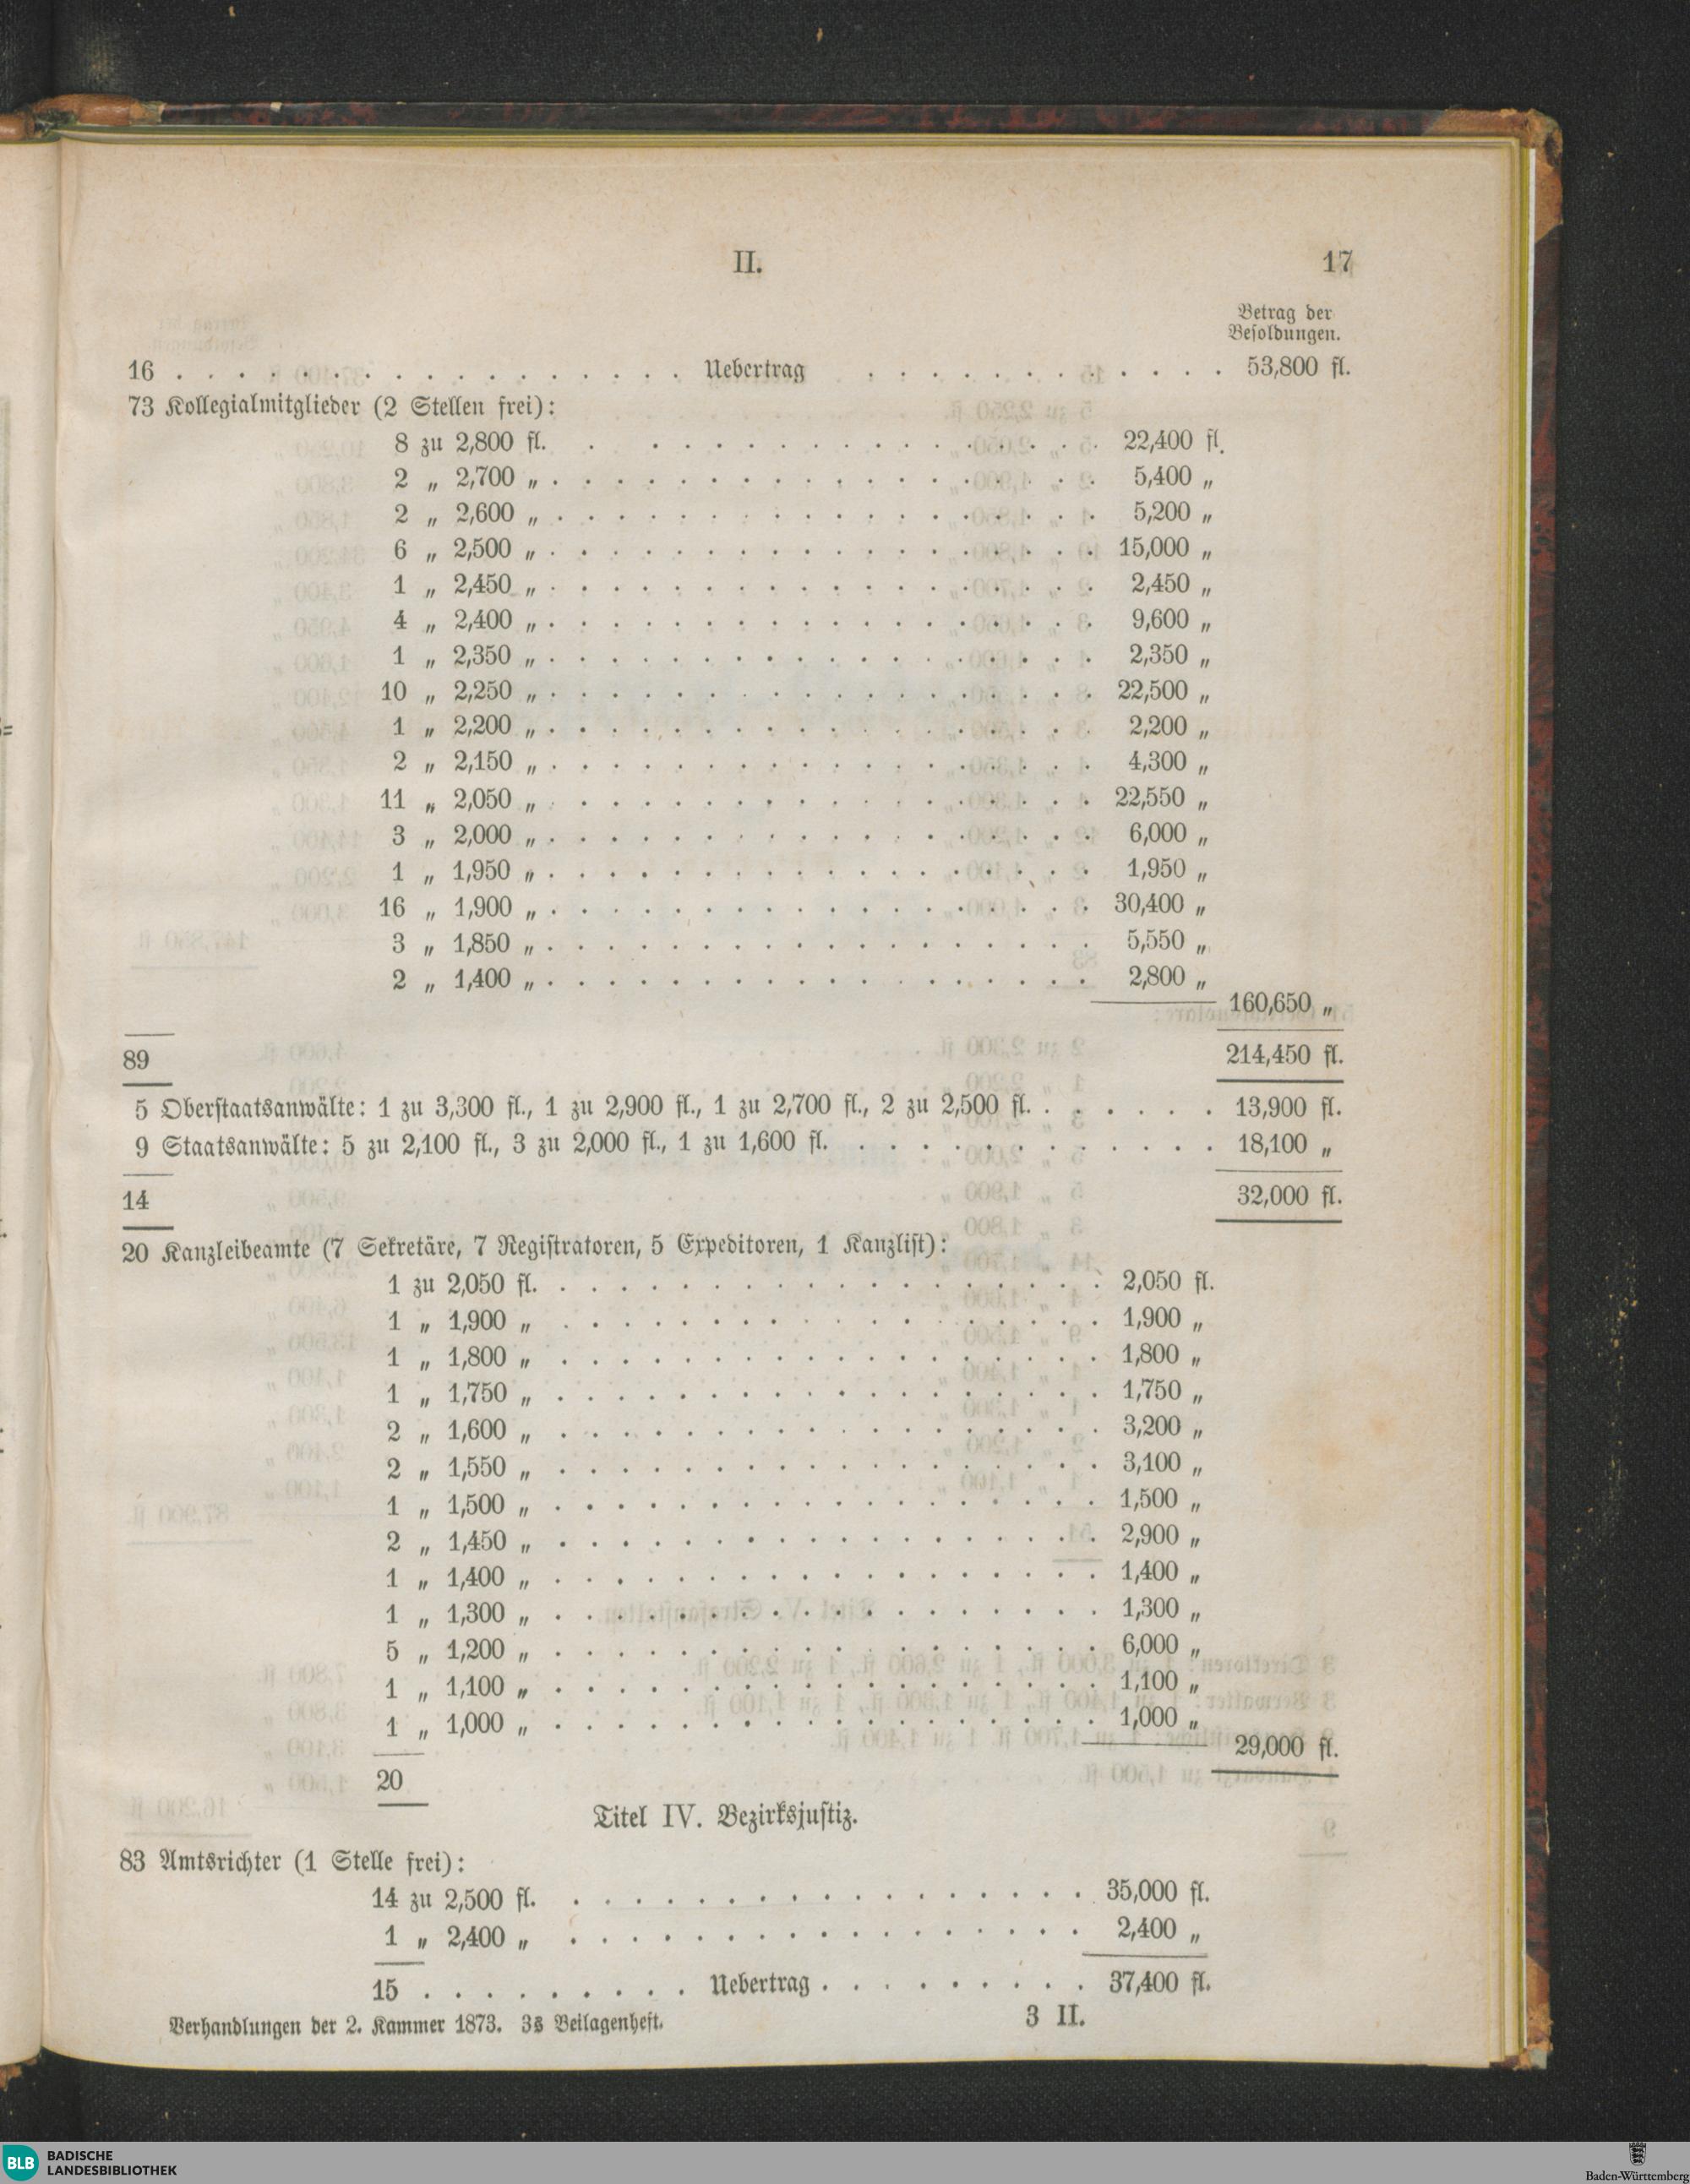 II. 17
Betrag der
Besoldungen.
16 . . . . . . . . . . . . . . . . . Uebertrag . . . . . . . . . . . . 53,800 fl.
73 Kollegialmitglieder (2 Stellen frei):
8 zu 2,800 fl. . . . . . . . . . . . . . . . . 22,400 fl.
2 „ 2,700 „ . . . . . . . . . . . . . . . . . . 5,400 „
2 „ 2,600 „ . . . . . . . . . . . . . . . . . . 5,200 „
6 „ 2,500 „ . . . . . . . . . . . . . . . . . . 15,000 „
1 „ 2,450 „ . . . . . . . . . . . . . . . . . . 2,450 „
4 „ 2,400 „ . . . . . . . . . . . . . . . . . . 9,600 „
1 „ 2,350 „ . . . . . . . . . . . . . . . . . . 2,350 „
10 „ 2,250 „ . . . . . . . . . . . . . . . . . . 22,500 „
1 „ 2,200 „ . . . . . . . . . . . . . . . . . . 2,200 „
2 „ 2,150 „ . . . . . . . . . . . . . . . . . . 4,300 „
11 „ 2,050 „ . . . . . . . . . . . . . . . . . . 22,550 „
3 „ 2,000 „ . . . . . . . . . . . . . . . . . . 6,000 „
1 „ 1,950 „ . . . . . . . . . . . . . . . . . . 1,950 „
16 „ 1,900 „ . . . . . . . . . . . . . . . . . . 30,400 „
3 „ 1,850 „ . . . . . . . . . . . . . . . . . . 5,550 „
2 „ 1,400 „ . . . . . . . . . . . . . . . . . . 2,800 „
160,650 „
89 214,450 fl.
5 Oberstaatsanwälte: 1 zu 3,300 fl., 1 zu 2,900 fl., 1 zu 2,700 fl., 2 zu 2,500 fl. . . . . . . 13,900 fl.
9 Staatsanwälte: 5 zu 2,100 fl., 3 zu 2,000 fl., 1 zu 1,600 fl. . . . . . . . . . . . . 18,100 „
14 32,000 fl.
20 Kanzleibeamte (7 Sekretäre, 7 Registratoren, 5 Expeditoren, 1 Kanzlist):
1 zu 2,050 fl. . . . . . . . . . . . . . . . . . . 2,050 fl.
1 „ 1,900 „ . . . . . . . . . . . . . . . . . . 1,900 „
1 „ 1,800 „ . . . . . . . . . . . . . . . . . . 1,800 „
1 „ 1,750 „ . . . . . . . . . . . . . . . . . . 1,750 „
2 „ 1,600 „ . . . . . . . . . . . . . . . . . . 3,200 „
2 „ 1,550 „ . . . . . . . . . . . . . . . . . . 3,100 „
1 „ 1,500 „ . . . . . . . . . . . . . . . . . . 1,500 „
2 „ 1,450 „ . . . . . . . . . . . . . . . . . . 2,900 „
1 „ 1,400 „ . . . . . . . . . . . . . . . . . . 1,400 „
1 „ 1,300 „ . . . . . . . . . . . . . . . . . . 1,300 „
5 „ 1,200 „ . . . . . . . . . . . . . . . . . . 6,000 „
1 „ 1,100 „ . . . . . . . . . . . . . . . . . . 1,100 „
1 „ 1,000 „ . . . . . . . . . . . . . . . . . . 1,000 „
29,000 fl.
20
Titel IV. Bezirksjustiz.
83 Amtsrichter (1 Stelle frei):
14 zu 2,500 fl. . . . . . . . . . . . . . . . . . 35,000 fl.
1 „ 2,400 „ . . . . . . . . . . . . . . . . . 2,400 „
15 . . . . . . . . . Uebertrag . . . . . . . . . 37,400 fl.
Verhandlungen der 2. Kammer 1873. 3s Beilagenheft. 3 II.
BLB BADISCHE
LANDESBIBLIOTHEK
Baden-Württemberg